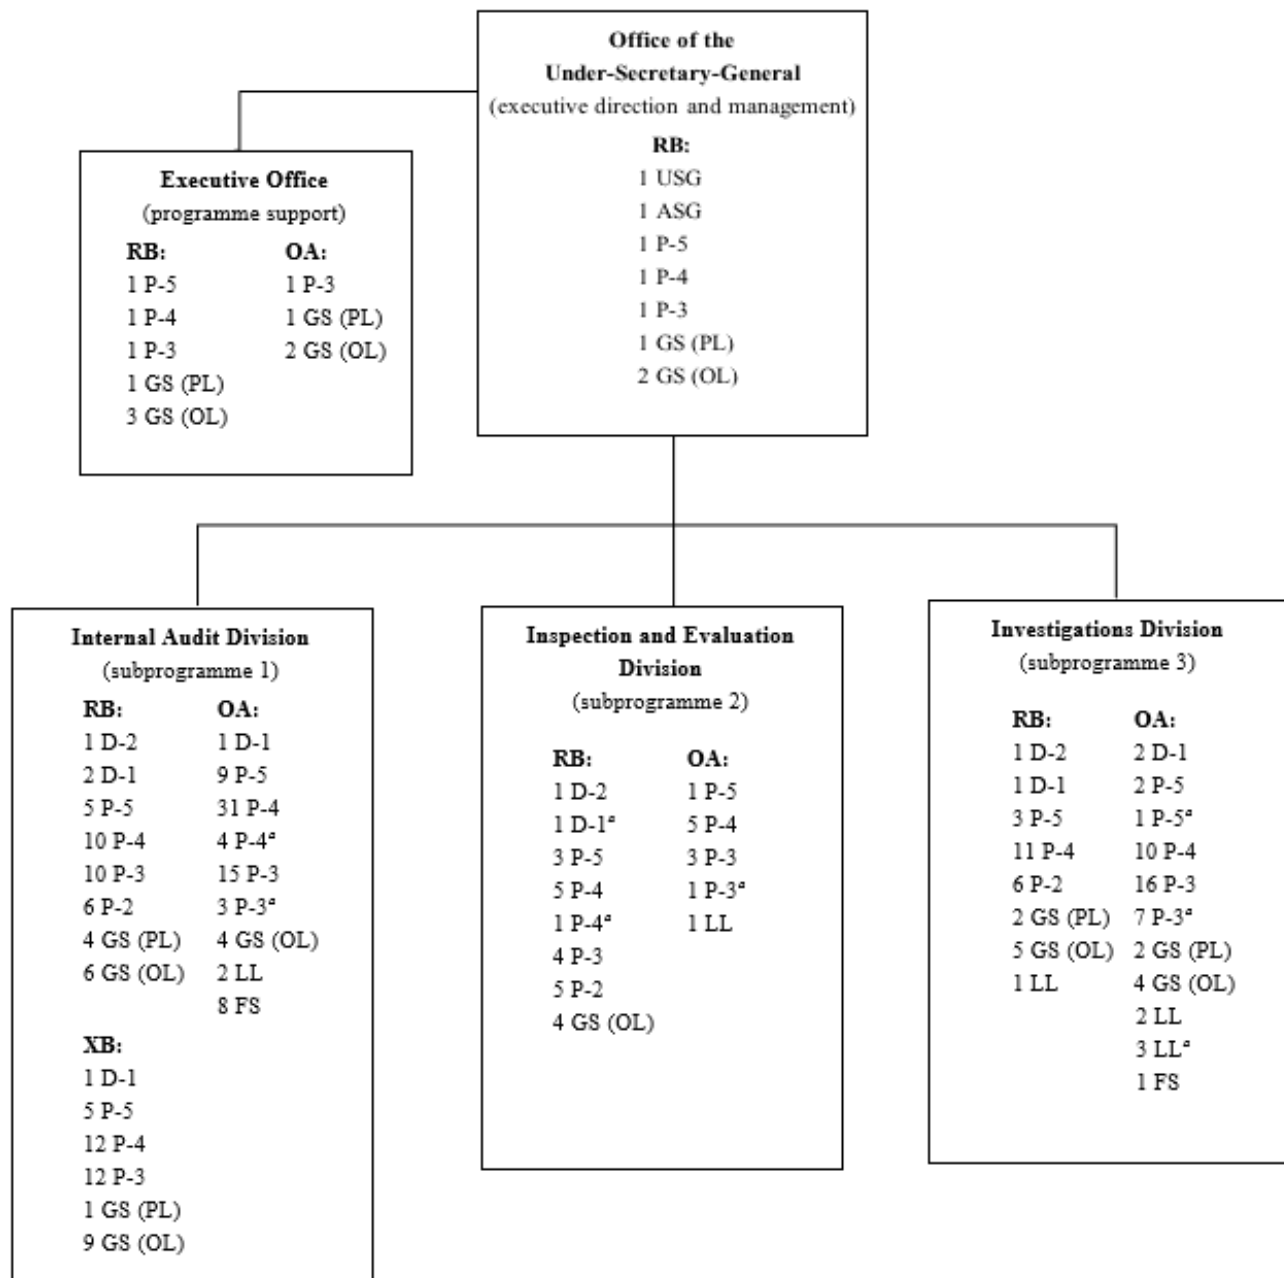 Office of the
Under-Secretary-General
(executive direction and management)
RB:
1 USG
1 ASG
1 P-5
1 P-4
1 P-3
1 GS (PL)
2 GS (OL)
Executive Office
(programme support)
RB:
1 P-5
1 P-4
1 P-3
1 GS (PL)
3 GS (OL)
OA:
1 P-3
1 GS (PL)
2 GS (OL)
Internal Audit Division
(subprogramme 1)
RB:
1 D-2
2 D-1
5 P-5
10 P-4
10 P-3
6 P-2
4 GS (PL)
6 GS (OL)
OA:
1 D-1
9 P-5
31 P-4
4 P-4ᵃ
15 P-3
3 P-3ᵃ
4 GS (OL)
2 LL
8 FS
XB:
1 D-1
5 P-5
12 P-4
12 P-3
1 GS (PL)
9 GS (OL)
Inspection and Evaluation
Division
(subprogramme 2)
RB:
1 D-2
1 D-1ᵃ
3 P-5
5 P-4
1 P-4ᵃ
4 P-3
5 P-2
4 GS (OL)
OA:
1 P-5
5 P-4
3 P-3
1 P-3ᵃ
1 LL
Investigations Division
(subprogramme 3)
RB:
1 D-2
1 D-1
3 P-5
11 P-4
6 P-2
2 GS (PL)
5 GS (OL)
1 LL
OA:
2 D-1
2 P-5
1 P-5ᵃ
10 P-4
16 P-3
7 P-3ᵃ
2 GS (PL)
4 GS (OL)
2 LL
3 LLᵃ
1 FS